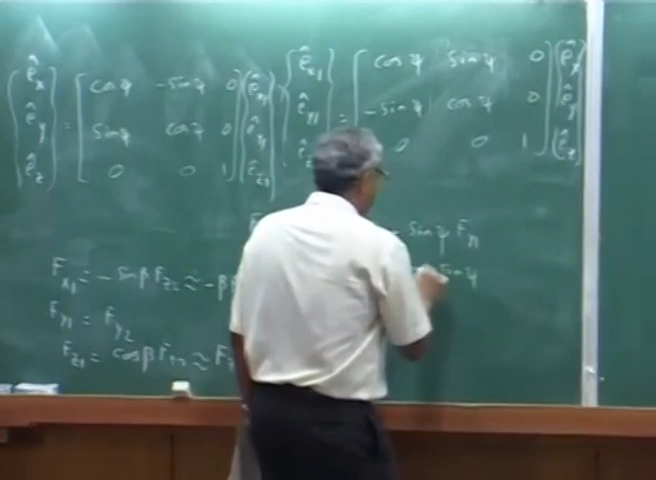 ê_x cos ψ - sin ψ 0 ê_x1
ê_y = sin ψ cos ψ 0 ê_y1
ê_z 0 0 1 ê_z1
ê_x1 cos ψ sin ψ 0 ê_x
ê_y1 = - sin ψ cos ψ 0 ê_y
0 0 1 ê_z
- sin ψ F_y1
sin ψ
F_x1 = - sin β F_z2 ≈ - β
F_y1 = F_y2
F_z1 = cos β F_z2 ≈ F